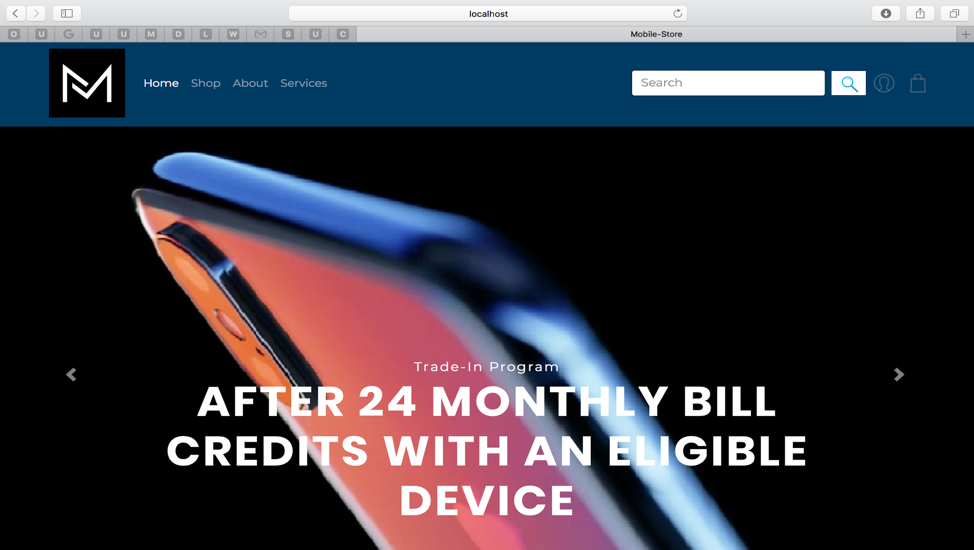 localhost
O U G U U M D L W M S U C
Mobile-Store
M
Home Shop About Services
Search
Trade-In Program
AFTER 24 MONTHLY BILL
CREDITS WITH AN ELIGIBLE
DEVICE